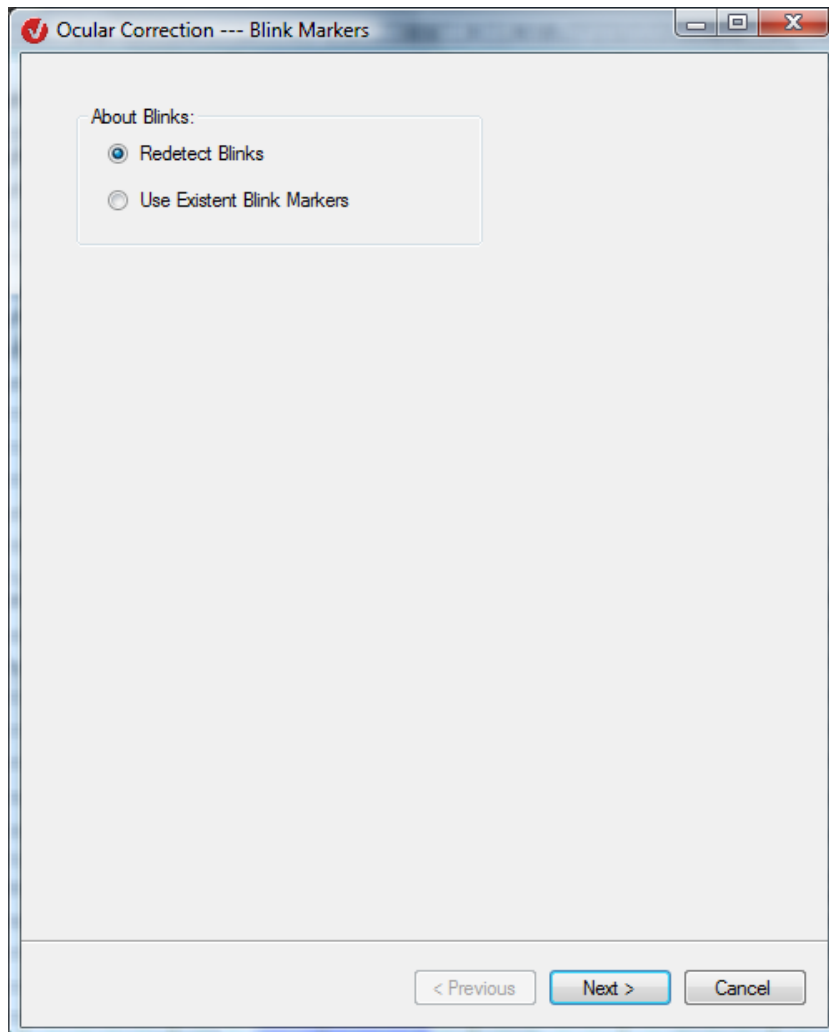 Ocular Correction --- Blink Markers
About Blinks:
Redetect Blinks
Use Existent Blink Markers
< Previous
Next >
Cancel